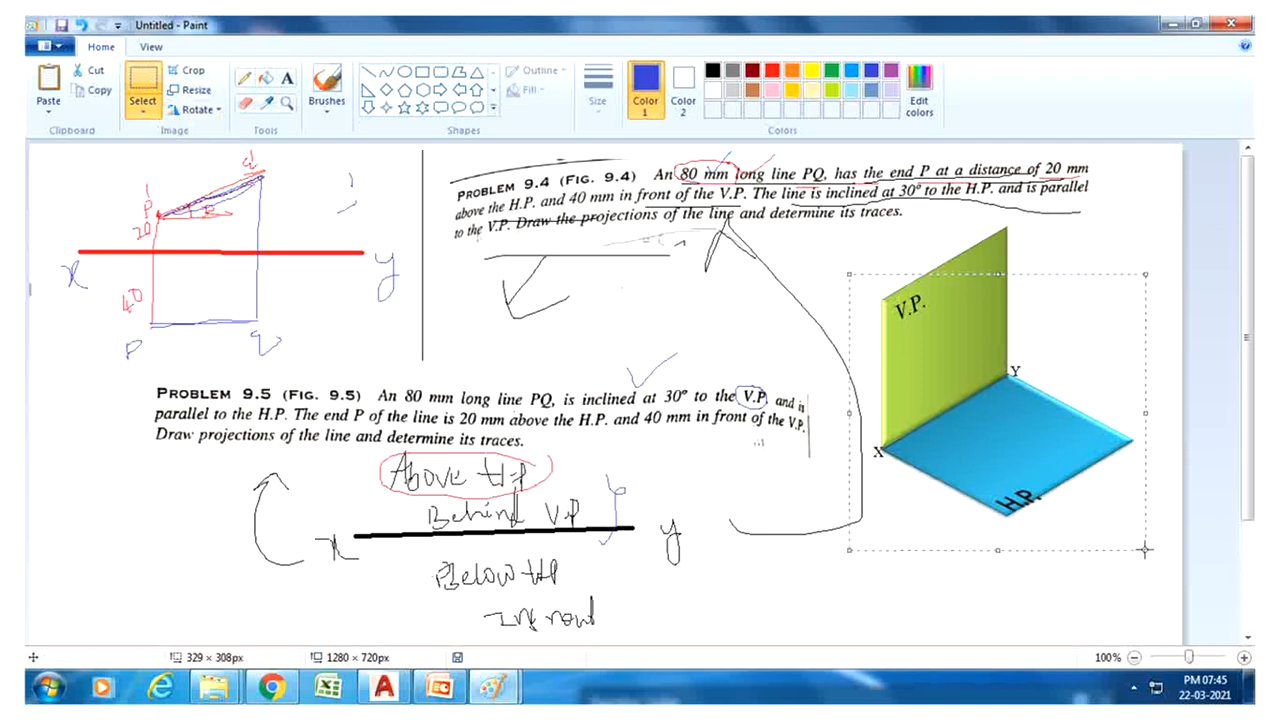 Untitled - Paint
Home View
Cut
Copy
Paste
Clipboard
Select
Crop
Resize
Rotate
Image
Tools
Brushes
Shapes
Outline
Fill
Size
Color 1
Color 2
Edit colors
Colors
q'
p'
20
x y
40
p q
PROBLEM 9.4 (FIG. 9.4) An 80 mm long line PQ, has the end P at a distance of 20 mm
above the H.P. and 40 mm in front of the V.P. The line is inclined at 30° to the H.P. and is parallel
to the V.P. Draw the projections of the line and determine its traces.
V.P.
Y
X
H.P.
PROBLEM 9.5 (FIG. 9.5) An 80 mm long line PQ, is inclined at 30° to the V.P. and is
parallel to the H.P. The end P of the line is 20 mm above the H.P. and 40 mm in front of the V.P.
Draw projections of the line and determine its traces.
Above HP
Behind V.P
x y
Below HP
Infront
329 × 308px
1280 × 720px
100%
PM 07:45
22-03-2021